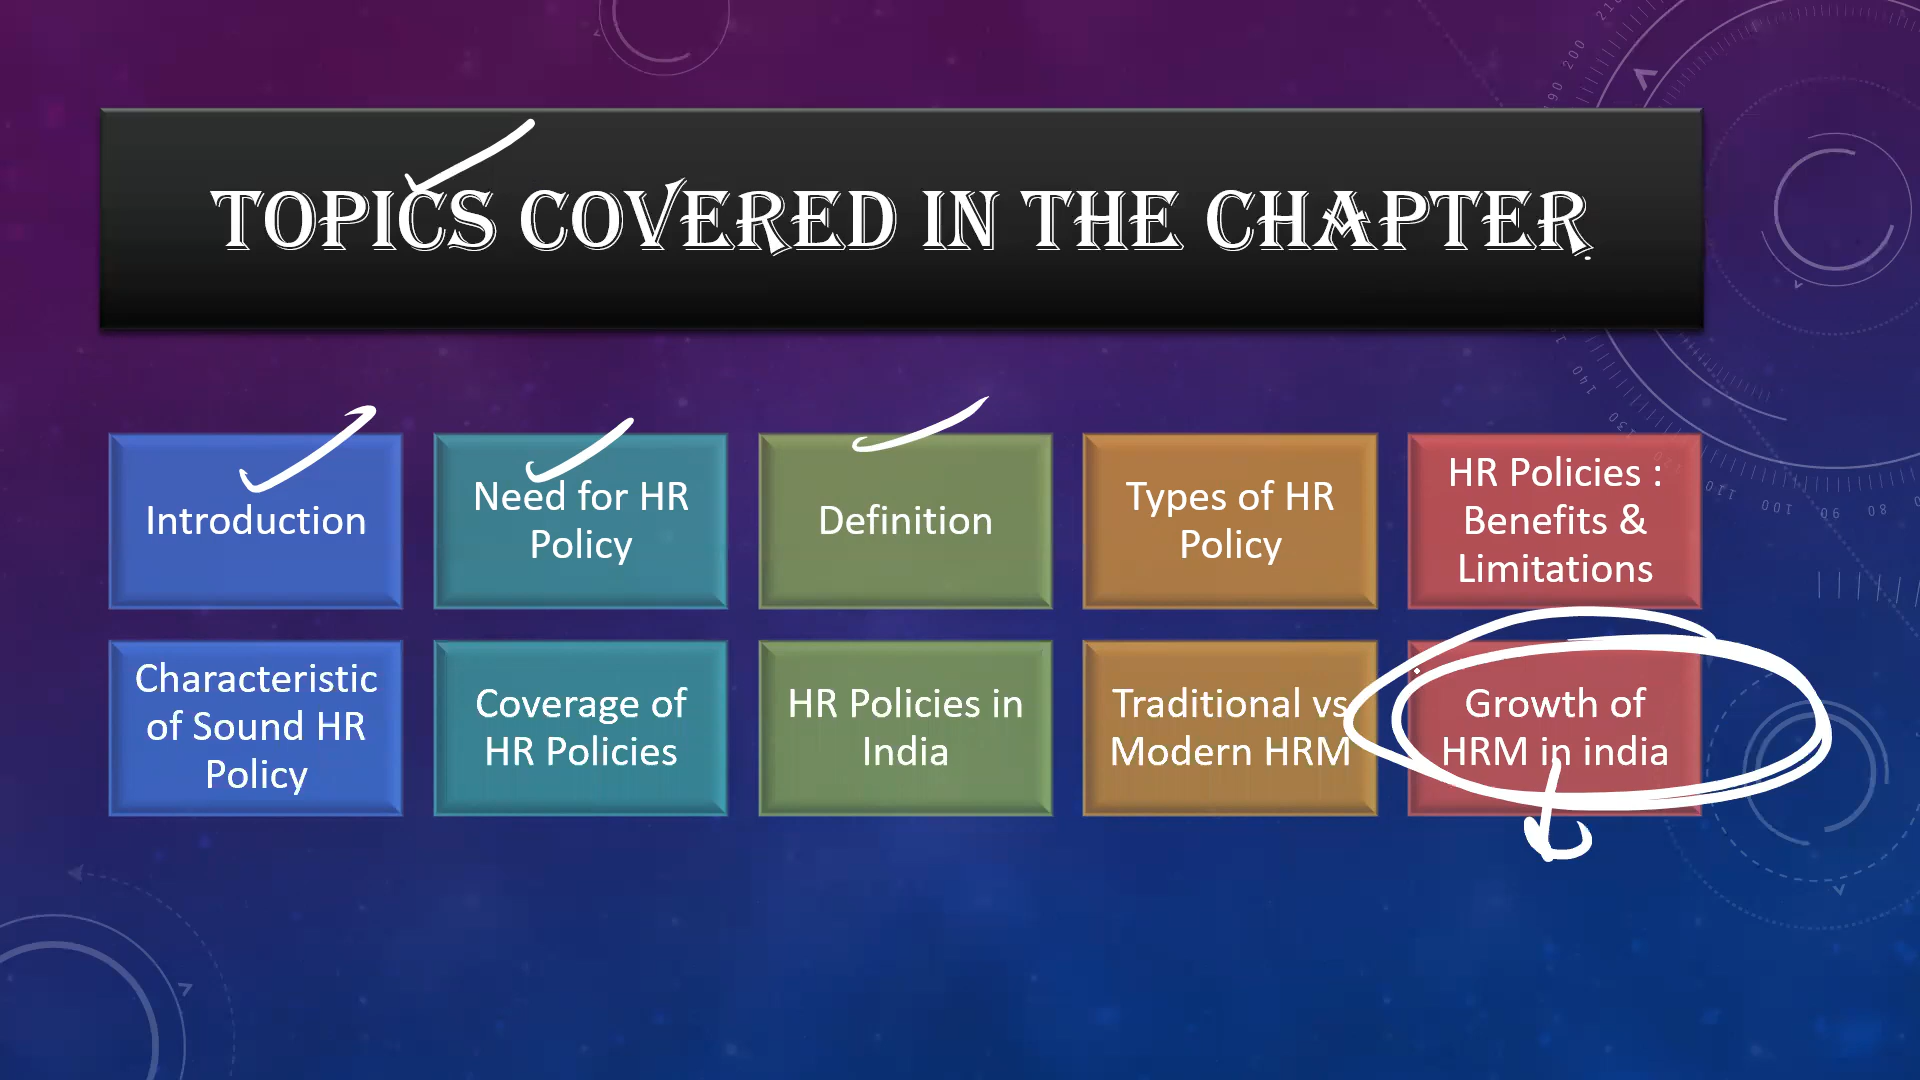 TOPICS COVERED IN THE CHAPTER
Introduction
Need for HR
Policy
Definition
Types of HR
Policy
HR Policies :
Benefits &
Limitations
Characteristic
of Sound HR
Policy
Coverage of
HR Policies
HR Policies in
India
Traditional vs
Modern HRM
Growth of
HRM in india